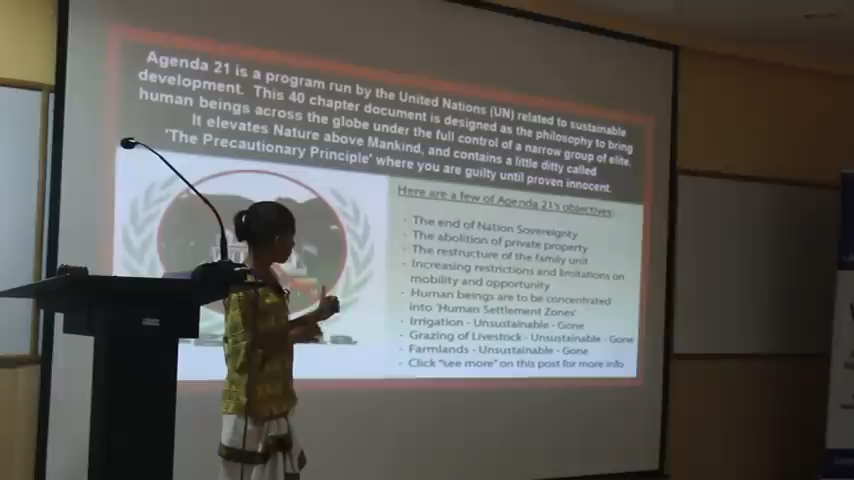 Agenda 21 is a program run by the United Nations (UN) related to sustainable
development. This 40 chapter document is designed as the philosophy to bring
human beings across the globe under the full control of a narrow group of elite.
It elevates Nature above Mankind, and contains a little ditty called
'The Precautionary Principle' where you are guilty until proven innocent.
Here are a few of Agenda 21's objectives:
- The end of Nation Sovereignty
- The abolition of private property
- The restructure of the family unit
- Increasing restrictions and limitations on
mobility and opportunity
- Human beings are to be concentrated
into 'Human Settlement Zones'
- Irrigation - Unsustainable - Gone
- Grazing of Livestock - Unsustainable - Gone
- Farmlands - Unsustainable - Gone
- Click "see more" on this post for more info